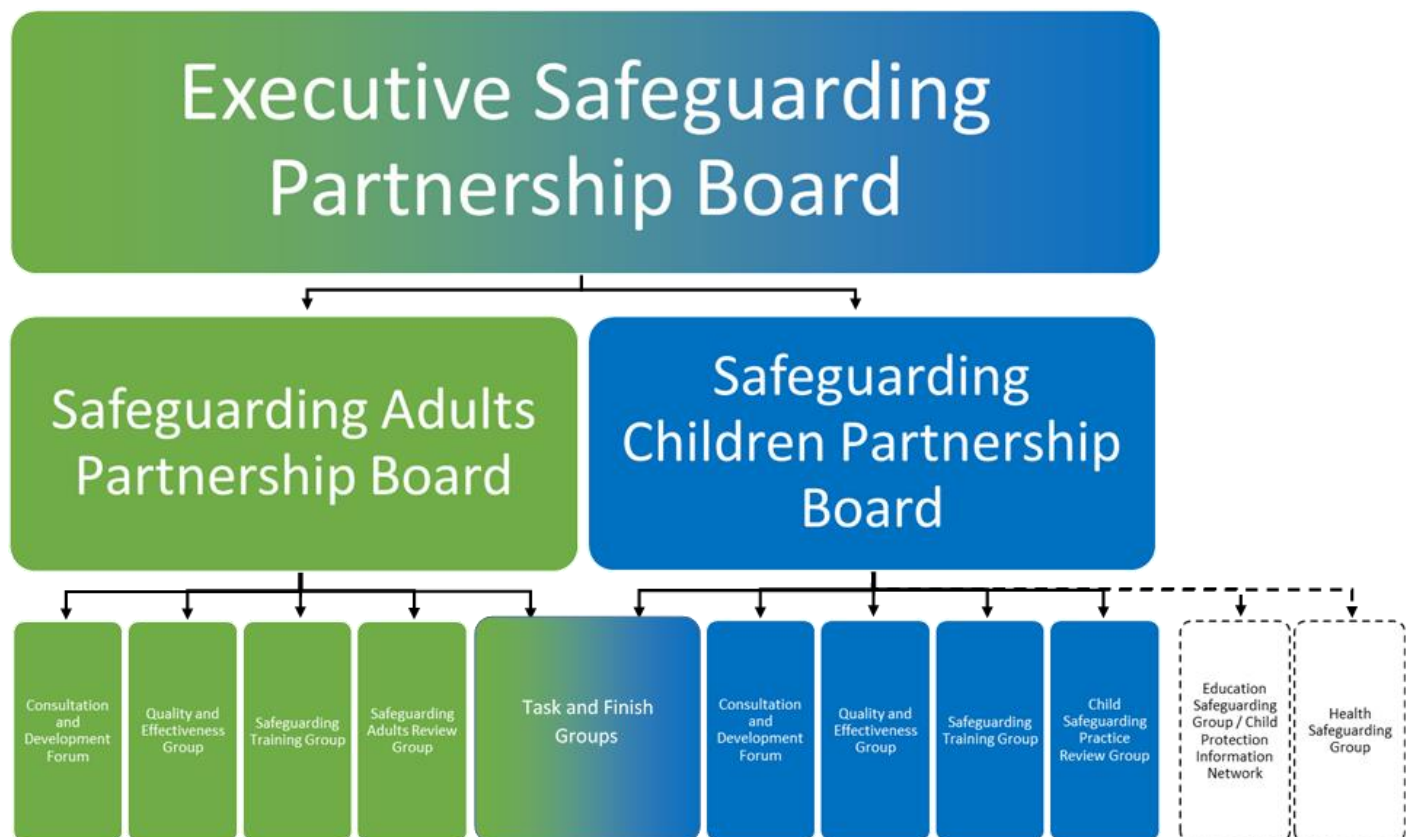 Executive Safeguarding
Partnership Board
Safeguarding Adults
Partnership Board
Safeguarding
Children Partnership
Board
Consultation
and
Development
Forum
Quality and
Effectiveness
Group
Safeguarding
Training Group
Safeguarding
Adults Review
Group
Task and Finish
Groups
Consultation
and
Development
Forum
Quality and
Effectiveness
Group
Safeguarding
Training Group
Child
Safeguarding
Practice
Review Group
Education
Safeguarding
Group / Child
Protection
Information
Network
Health
Safeguarding
Group